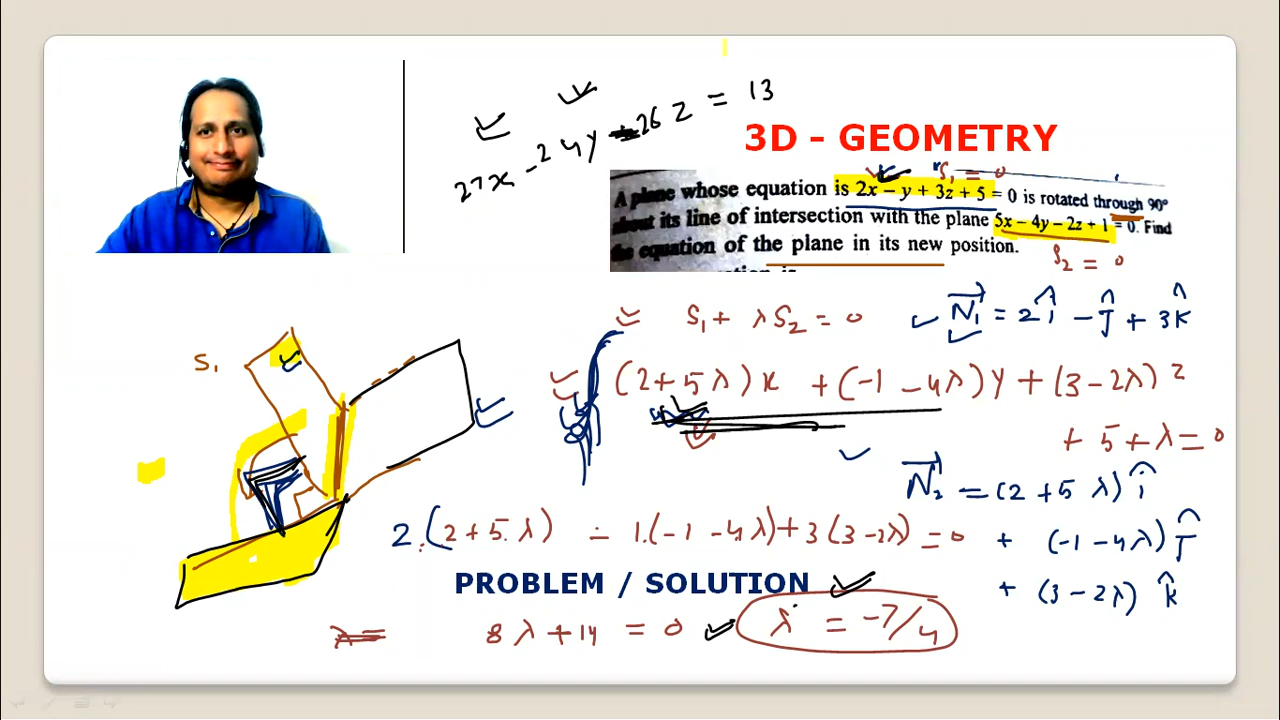 27x - 24y - 26z = 13
3D - GEOMETRY
S₁ = 0
A plane whose equation is 2x − y + 3z + 5 = 0 is rotated through 90°
about its line of intersection with the plane 5x − 4y − 2z + 1 = 0. Find
the equation of the plane in its new position.
S₂ = 0
S₁ + λS₂ = 0
N₁ = 2î - ĵ + 3k̂
S₁
(2+5λ)x + (-1 -4λ)y + (3-2λ)z
+ 5+λ=0
N₂ = (2+5λ)î
2.(2+5.λ) - 1.(-1 -4λ)+3(3-2λ)=0
+ (-1-4λ)ĵ
PROBLEM / SOLUTION
+ (3-2λ)k̂
8λ+14 = 0
λ = -7/4